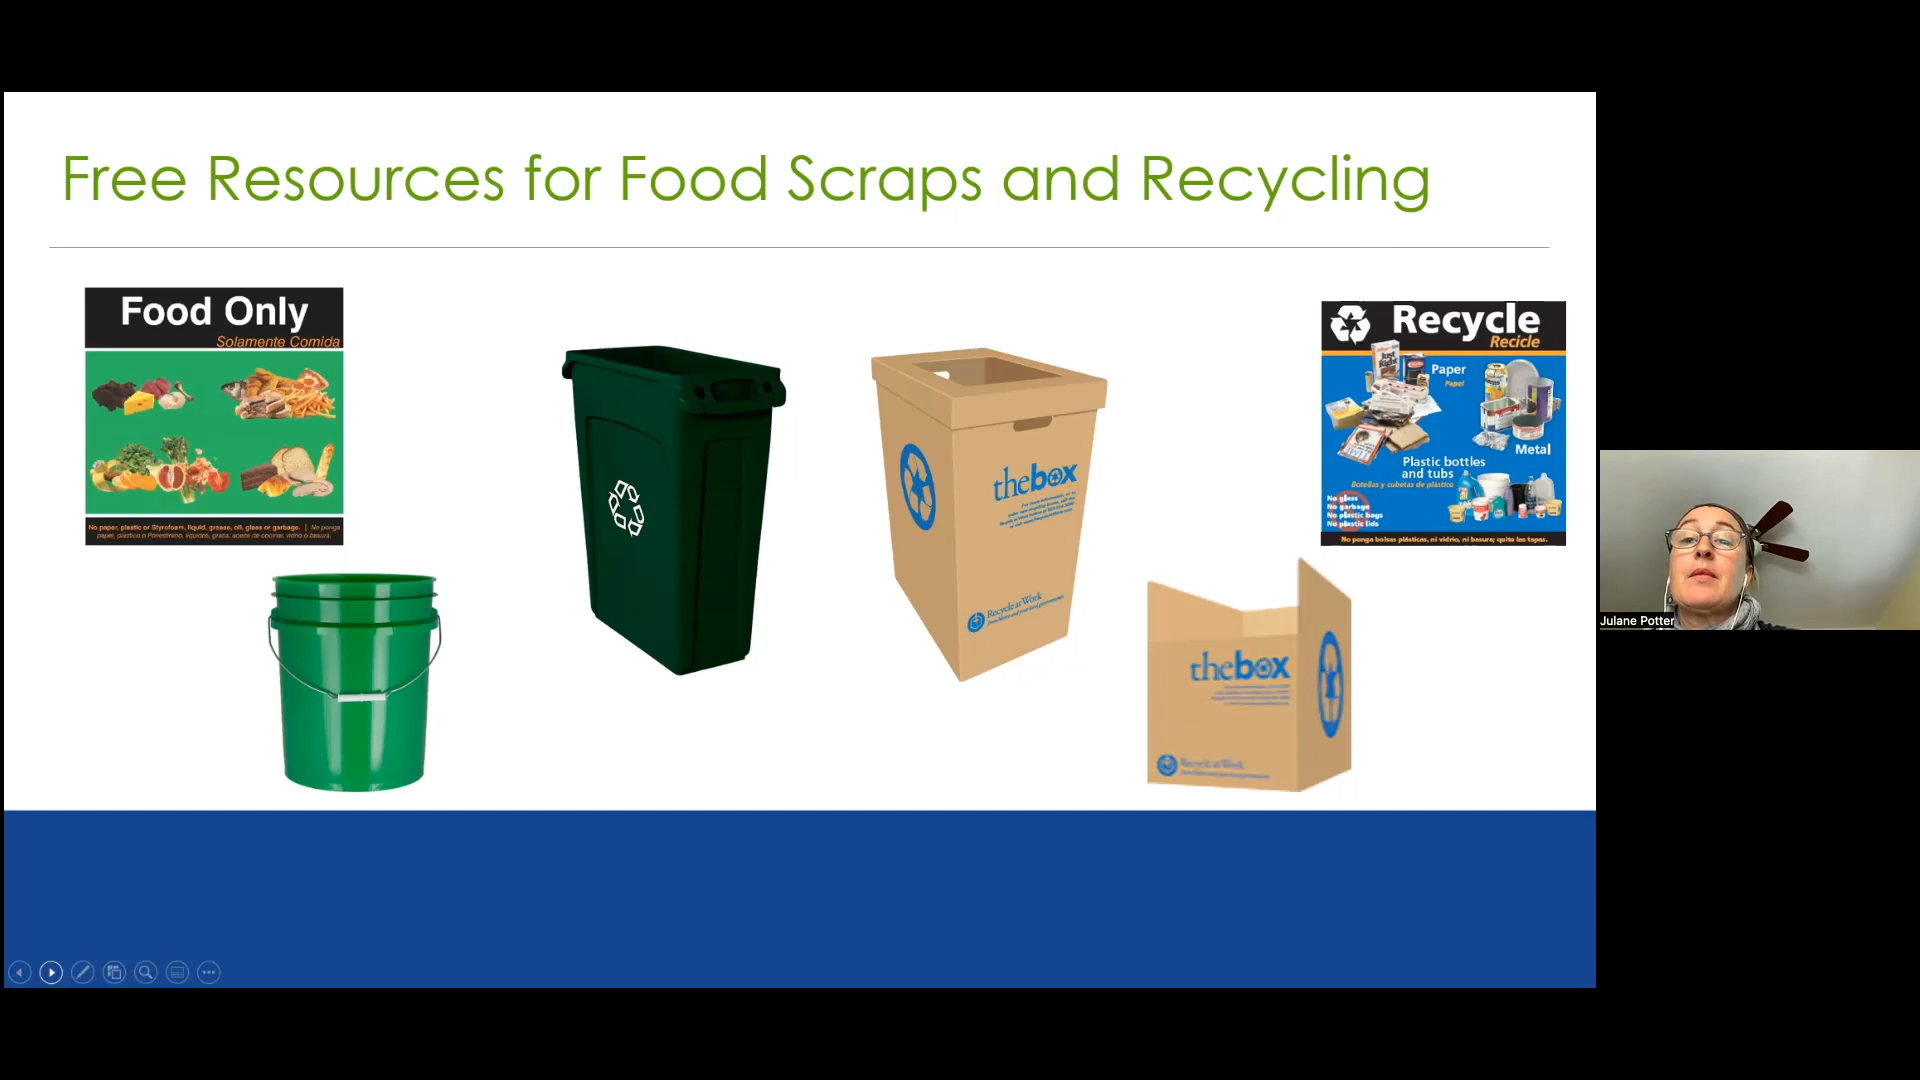 Free Resources for Food Scraps and Recycling
Food Only
Solamente Comida
No paper, plastic or Styrofoam, liquid, grease, oil, glass or garbage. | No ponga
papel, plástico o Poliestireno, líquidos, grasa, aceite de cocinar, vidrio o basura.
thebox
Recycle at Work
thebox
Recycle at Work
Recycle
Recicle
Paper
Papel
Metal
Plastic bottles
and tubs
Botellas y cubetas de plástico
No glass
No garbage
No plastic bags
No plastic lids
No ponga bolsas plásticas, ni vidrio, ni basura; quite las tapas.
Julane Potter